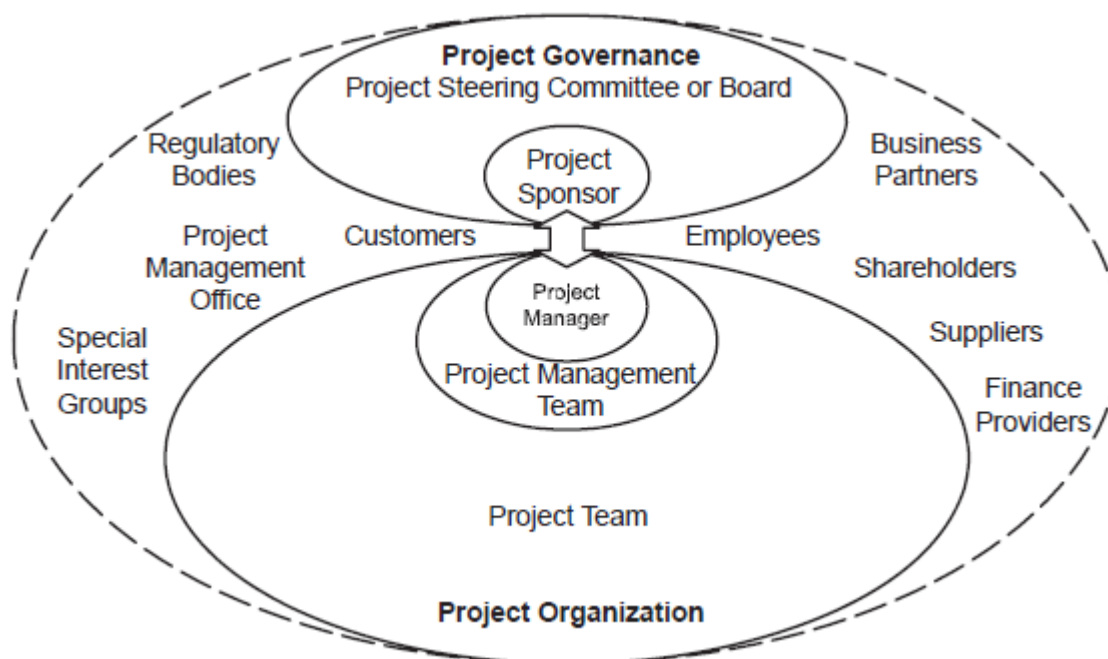 Project Governance
Project Steering Committee or Board
Regulatory
Bodies
Business
Partners
Project
Sponsor
Project
Management
Office
Customers
Employees
Shareholders
Project
Manager
Special
Interest
Groups
Suppliers
Project Management
Team
Finance
Providers
Project Team
Project Organization